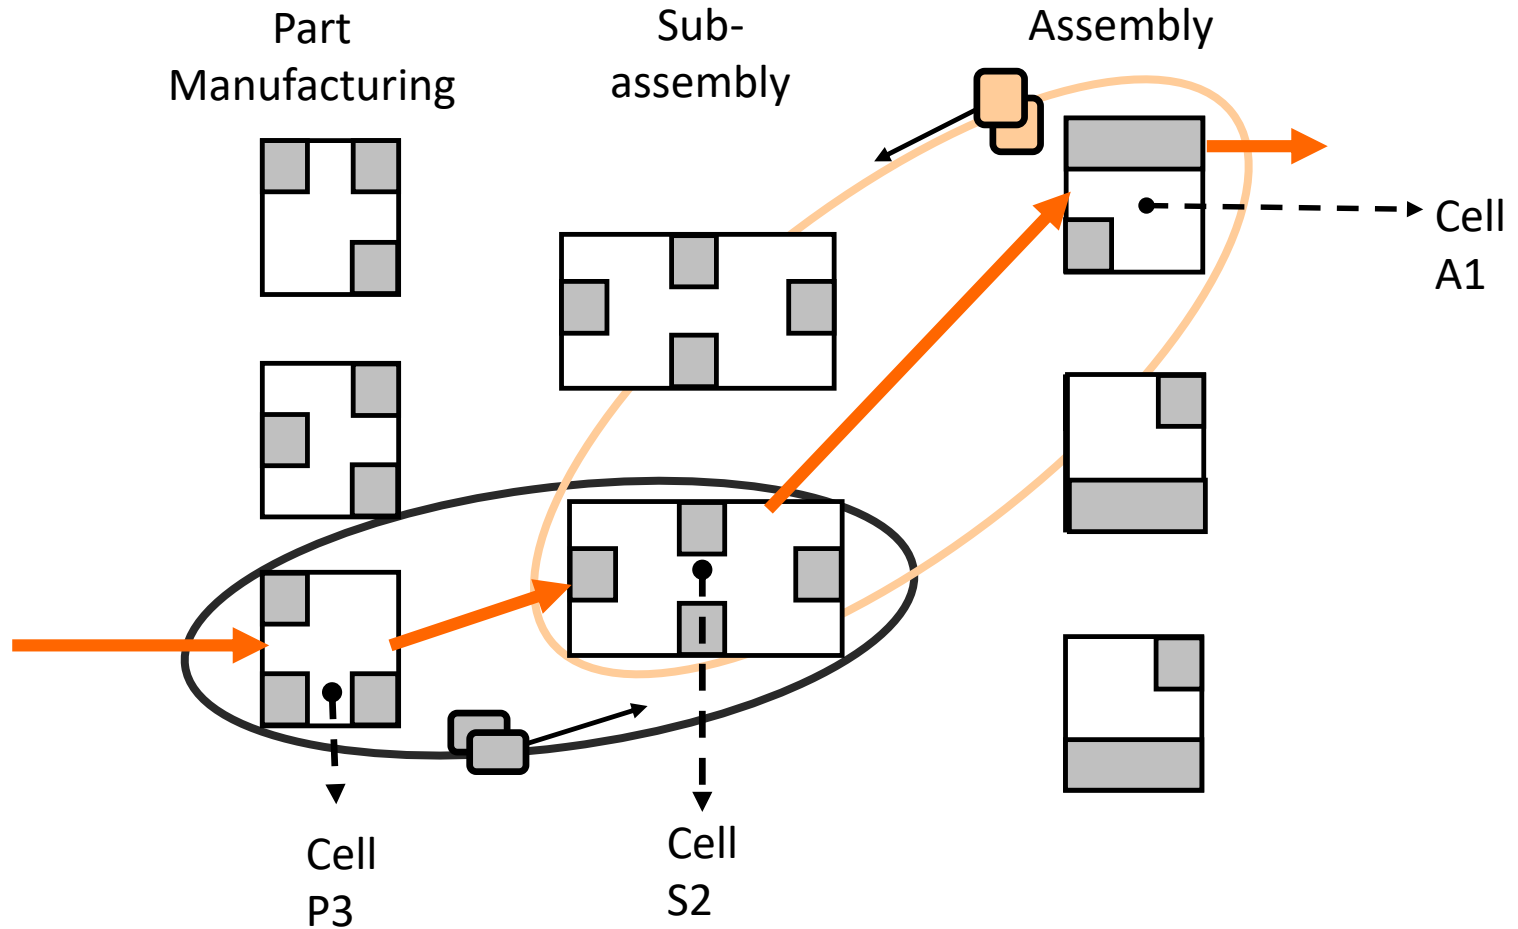 Part
Manufacturing
Sub-
assembly
Assembly
Cell
A1
Cell
P3
Cell
S2